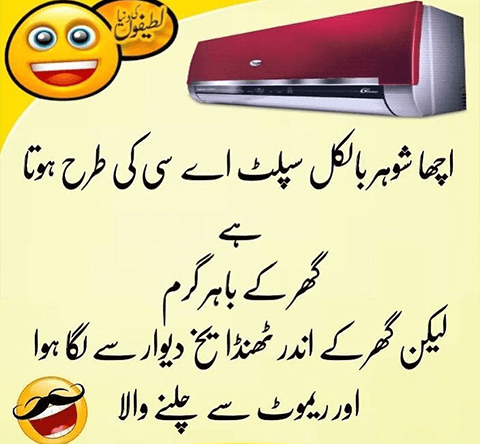 لطیفوں کی دنیا
اچھا شوہر بالکل سپلٹ اے سی کی طرح ہوتا
ہے
گھر کے باہر گرم
لیکن گھر کے اندر ٹھنڈا یخ دیوار سے لگا ہوا
اور ریموٹ سے چلنے والا